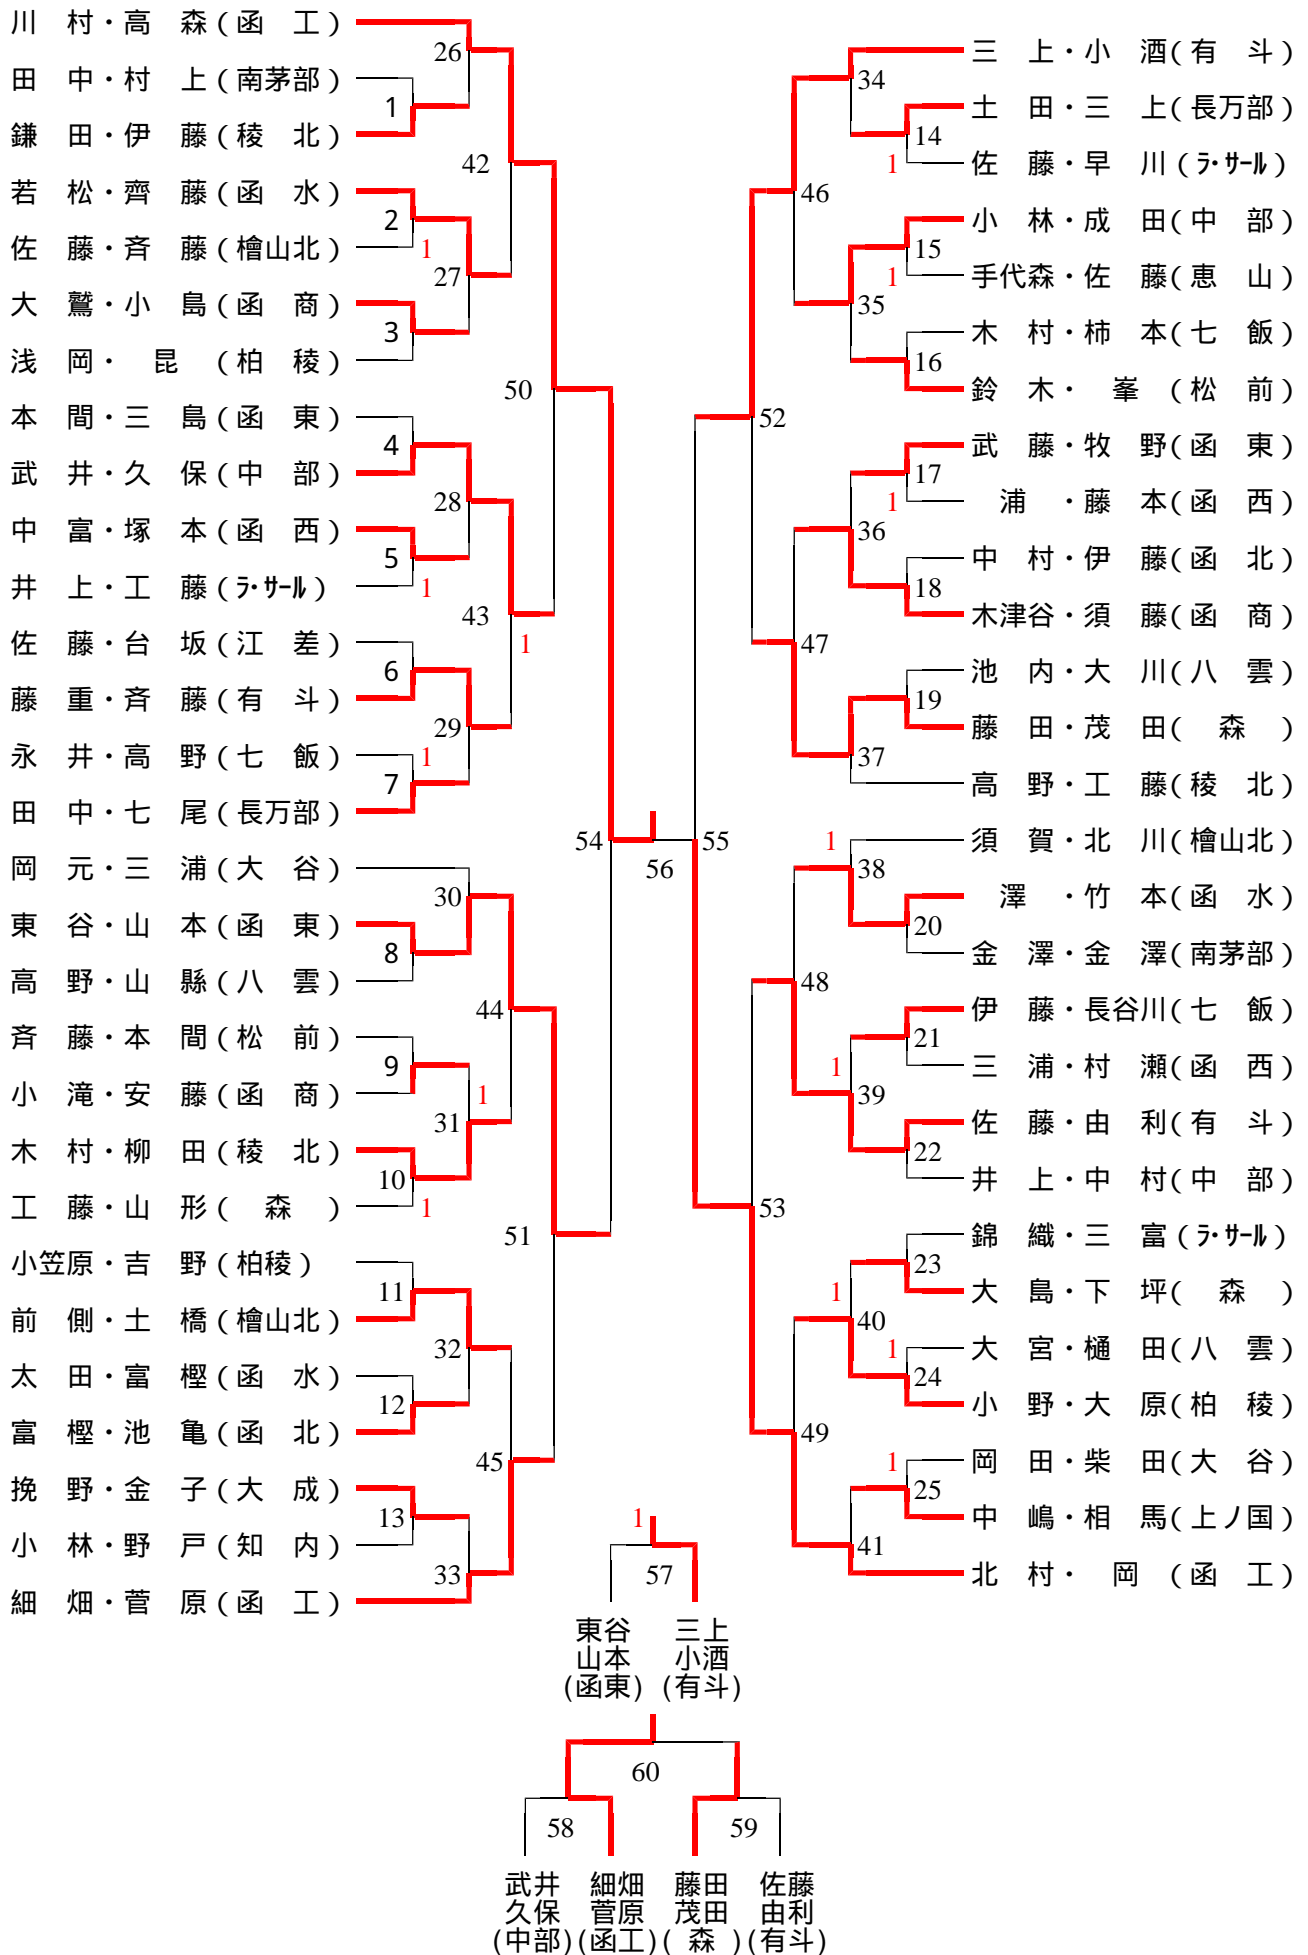 川　村・高　森(函　工)
田　中・村　上(南茅部)
鎌　田・伊　藤(稜　北)
若　松・齊　藤(函　水)
佐　藤・斉　藤(檜山北)
大　鷲・小　島(函　商)
浅　岡・　昆　(柏　稜)
本　間・三　島(函　東)
武　井・久　保(中　部)
中　富・塚　本(函　西)
井　上・工　藤(ラ・サール)
佐　藤・台　坂(江　差)
藤　重・斉　藤(有　斗)
永　井・高　野(七　飯)
田　中・七　尾(長万部)
岡　元・三　浦(大　谷)
東　谷・山　本(函　東)
高　野・山　縣(八　雲)
斉　藤・本　間(松　前)
小　滝・安　藤(函　商)
木　村・柳　田(稜　北)
工　藤・山　形(　森　)
小笠原・吉　野(柏稜)
前　側・土　橋(檜山北)
太　田・富　樫(函　水)
富　樫・池　亀(函　北)
挽　野・金　子(大　成)
小　林・野　戸(知　内)
細　畑・菅　原(函　工)
1
2
1
3
4
5
1
6
1
7
8
9
10
1
11
12
13
26
27
28
29
30
31
1
32
33
42
43
1
44
45
50
51
54
56
55
52
53
46
47
48
49
34
35
36
37
1
38
1
39
1
40
41
14
1
15
1
16
17
1
18
19
20
21
22
23
1
24
1
25
三　上・小　酒(有　斗)
土　田・三　上(長万部)
佐　藤・早　川(ラ・サール)
小　林・成　田(中　部)
手代森・佐　藤(恵　山)
木　村・柿　本(七　飯)
鈴　木・　峯　(松　前)
武　藤・牧　野(函　東)
浦　・藤　本(函　西)
中　村・伊　藤(函　北)
木津谷・須　藤(函　商)
池　内・大　川(八　雲)
藤　田・茂　田(　森　)
高　野・工　藤(稜　北)
須　賀・北　川(檜山北)
澤　・竹　本(函　水)
金　澤・金　澤(南茅部)
伊　藤・長谷川(七　飯)
三　浦・村　瀬(函　西)
佐　藤・由　利(有　斗)
井　上・中　村(中　部)
錦　織・三　富(ラ・サール)
大　島・下　坪(　森　)
大　宮・樋　田(八　雲)
小　野・大　原(柏　稜)
岡　田・柴　田(大　谷)
中　嶋・相　馬(上ノ国)
北　村・　岡　(函　工)
1
57
東谷　三上
山本　小酒
(函東) (有斗)
60
58
59
武井　細畑　藤田　佐藤
久保　菅原　茂田　由利
(中部)(函工)(　森　)(有斗)